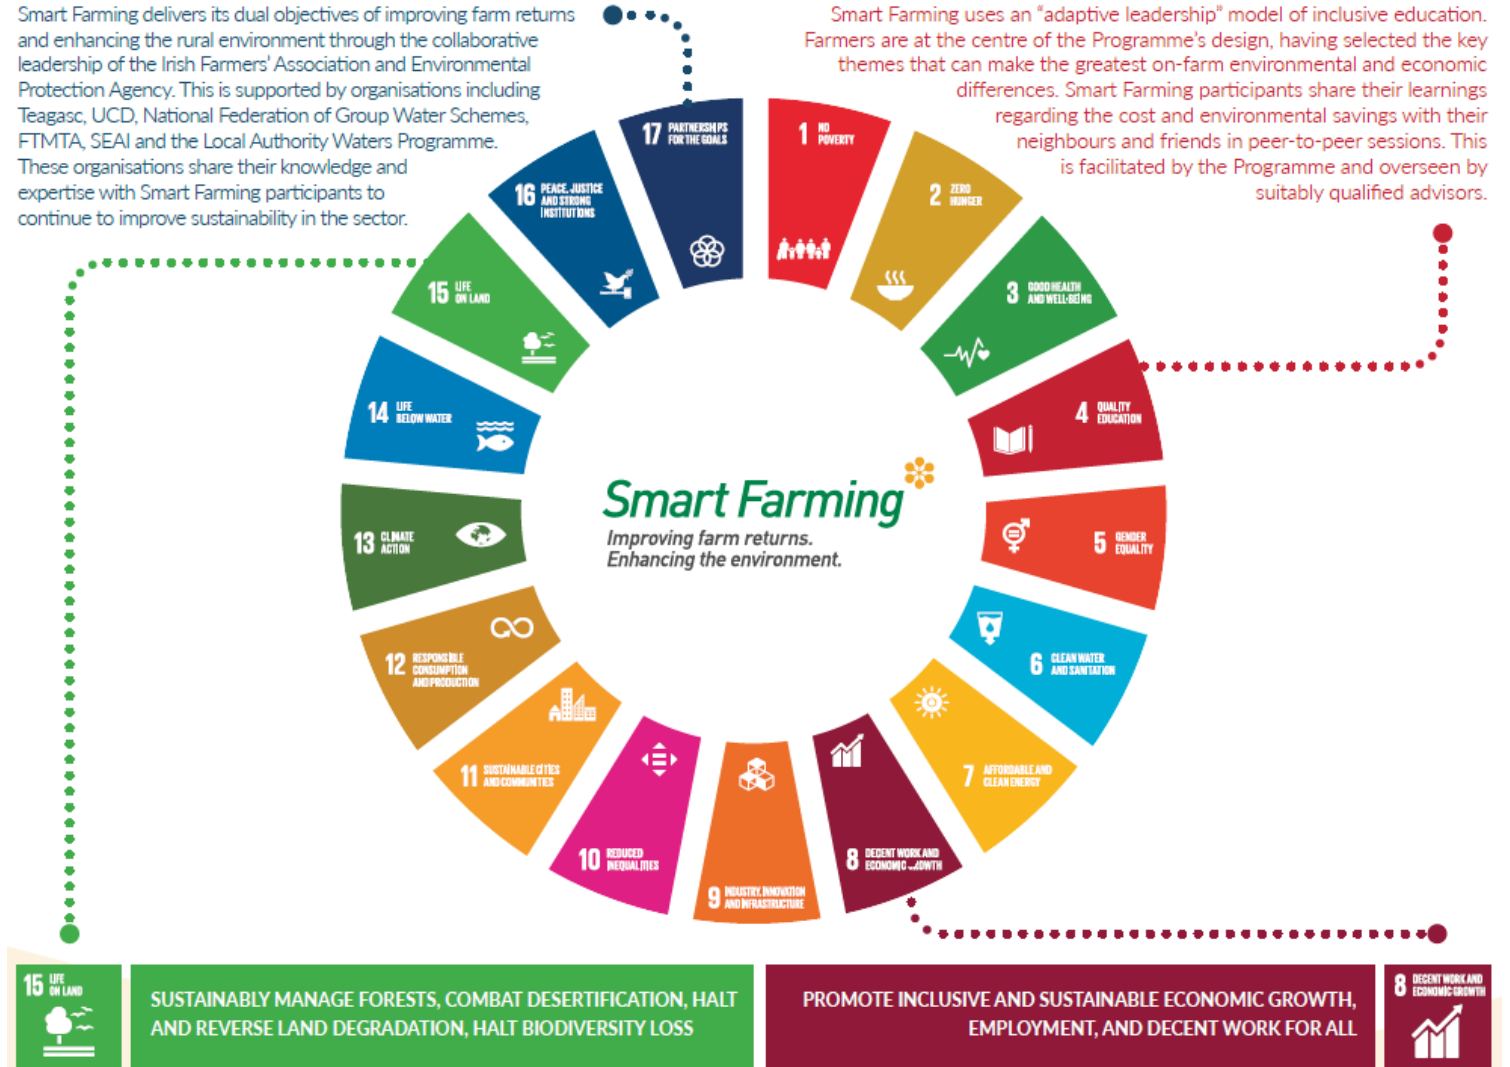 Smart Farming delivers its dual objectives of improving farm returns
and enhancing the rural environment through the collaborative
leadership of the Irish Farmers' Association and Environmental
Protection Agency. This is supported by organisations including
Teagasc, UCD, National Federation of Group Water Schemes,
FTMTA, SEAI and the Local Authority Waters Programme.
These organisations share their knowledge and
expertise with Smart Farming participants to
continue to improve sustainability in the sector.
Smart Farming uses an “adaptive leadership” model of inclusive education.
Farmers are at the centre of the Programme's design, having selected the key
themes that can make the greatest on-farm environmental and economic
differences. Smart Farming participants share their learnings
regarding the cost and environmental savings with their
neighbours and friends in peer-to-peer sessions. This
is facilitated by the Programme and overseen by
suitably qualified advisors.
1 NO
POVERTY
2 ZERO
HUNGER
3 GOOD HEALTH
AND WELL-BEING
4 QUALITY
EDUCATION
5 GENDER
EQUALITY
6 CLEAN WATER
AND SANITATION
7 AFFORDABLE AND
CLEAN ENERGY
8 DECENT WORK AND
ECONOMIC GROWTH
9 INDUSTRY, INNOVATION
AND INFRASTRUCTURE
10 REDUCED
INEQUALITIES
11 SUSTAINABLE CITIES
AND COMMUNITIES
12 RESPONSIBLE
CONSUMPTION
AND PRODUCTION
13 CLIMATE
ACTION
14 LIFE
BELOW WATER
15 LIFE
ON LAND
16 PEACE, JUSTICE
AND STRONG
INSTITUTIONS
17 PARTNERSHIPS
FOR THE GOALS
Smart Farming
Improving farm returns.
Enhancing the environment.
15 LIFE
ON LAND
SUSTAINABLY MANAGE FORESTS, COMBAT DESERTIFICATION, HALT
AND REVERSE LAND DEGRADATION, HALT BIODIVERSITY LOSS
PROMOTE INCLUSIVE AND SUSTAINABLE ECONOMIC GROWTH,
EMPLOYMENT, AND DECENT WORK FOR ALL
8 DECENT WORK AND
ECONOMIC GROWTH